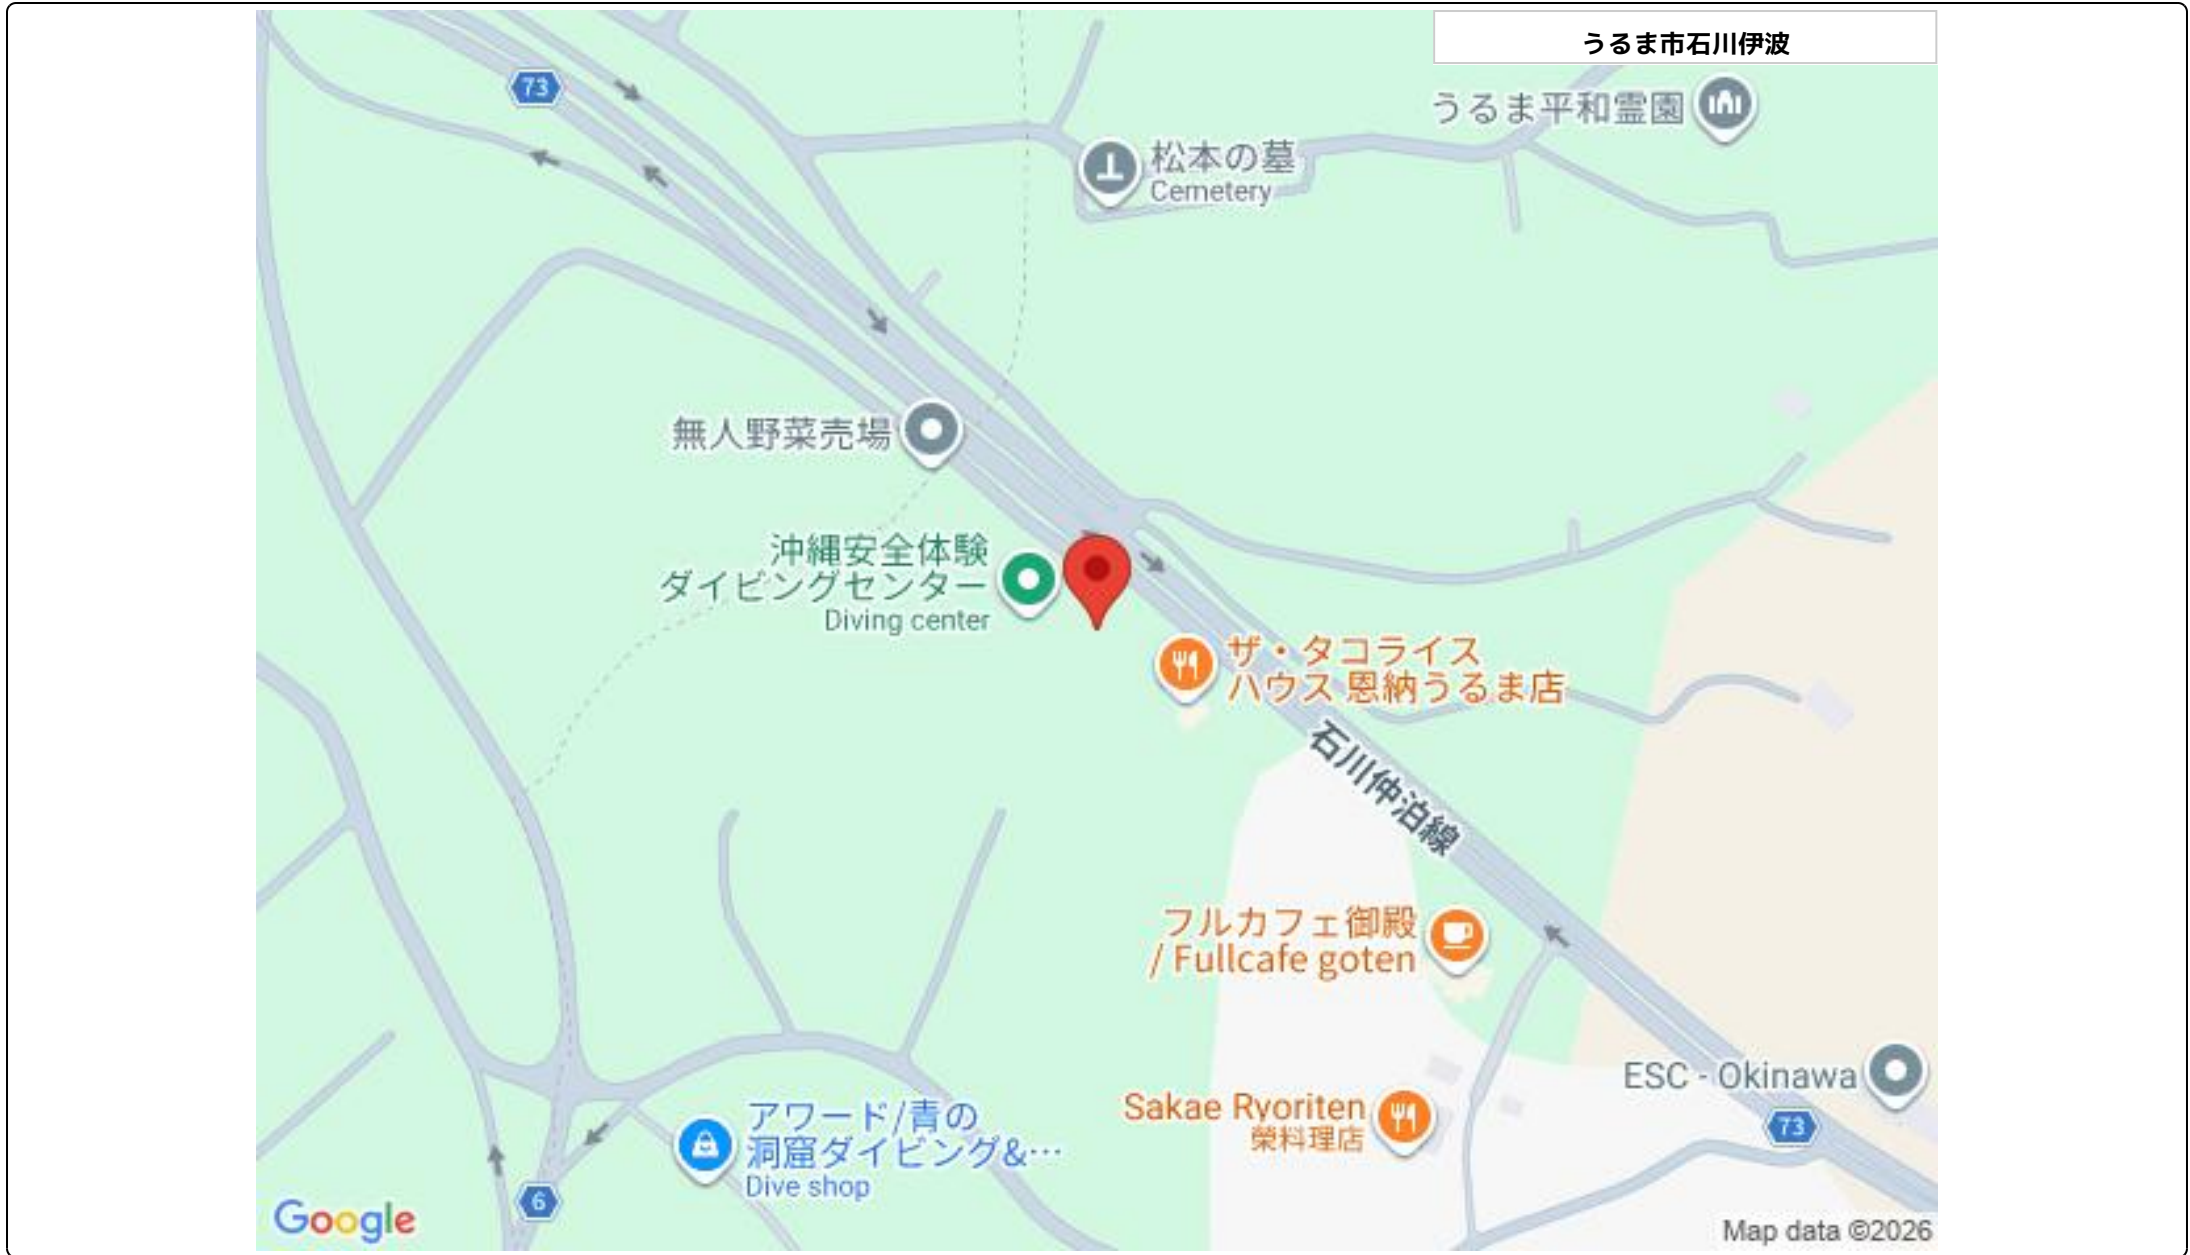 うるま市石川伊波
73
うるま平和霊園
松本の墓
Cemetery
無人野菜売場
沖縄安全体験
ダイビングセンター
Diving center
ザ・タコライス
ハウス 恩納うるま店
石川仲泊線
フルカフェ御殿
/ Fullcafe goten
ESC - Okinawa
Sakae Ryoriten
榮料理店
73
アワード/青の
洞窟ダイビング&…
Dive shop
6
Google
Map data ©2026